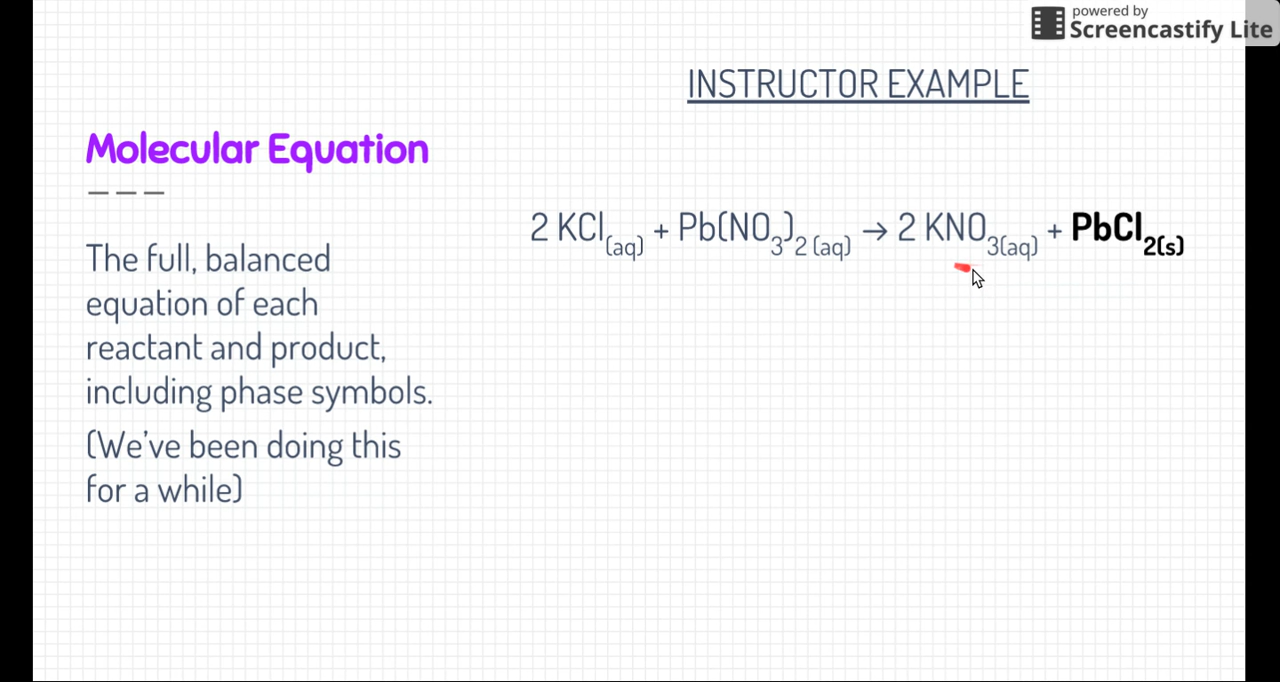 powered by
Screencastify Lite
INSTRUCTOR EXAMPLE
Molecular Equation
2 KCl(aq) + Pb(NO3)2 (aq) → 2 KNO3(aq) + PbCl2(s)
The full, balanced
equation of each
reactant and product,
including phase symbols.
(We've been doing this
for a while)